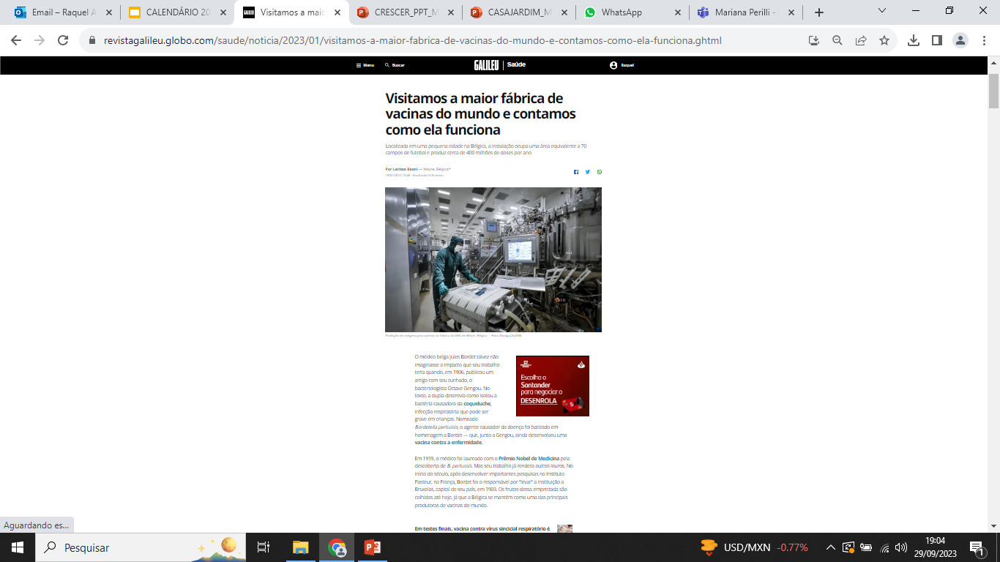 Email – Raquel A
CALENDÁRIO 20
Visitamos a maio
CRESCER_PPT_M
CASAJARDIM_M
WhatsApp
Mariana Perilli -
revistagalileu.globo.com/saude/noticia/2023/01/visitamos-a-maior-fabrica-de-vacinas-do-mundo-e-contamos-como-ela-funciona.ghtml
Menu
Buscar
GALILEU | Saúde
Raquel
Visitamos a maior fábrica de
vacinas do mundo e contamos
como ela funciona
Localizada em uma pequena cidade na Bélgica, a instalação ocupa uma área equivalente a 70
campos de futebol e produz cerca de 400 milhões de doses por ano
Por Larissa Beani — Wavre, Bélgica*
Produção de antígenos para vacinas na fábrica da GSK em Wavre, Bélgica — Foto: Divulgação/GSK
O médico belga Jules Bordet talvez não
imaginasse o impacto que seu trabalho
teria quando, em 1906, publicou um
artigo com seu cunhado, o
bacteriologista Octave Gengou. No
texto, a dupla descrevia como isolou a
bactéria causadora da coqueluche,
infecção respiratória que pode ser
grave em crianças. Nomeado
Bordetella pertussis, o agente causador da doença foi batizado em
homenagem a Bordet — que, junto a Gengou, ainda desenvolveu uma
vacina contra a enfermidade.
Escolha o
Santander
para negociar o
DESENROLA
Em 1919, o médico foi laureado com o Prêmio Nobel de Medicina pela
descoberta de B. pertussis. Mas seu trabalho já rendera outros louros. No
início do século, após desenvolver importantes pesquisas no Instituto
Pasteur, na França, Bordet foi o responsável por "levar" a instituição a
Bruxelas, capital de seu país, em 1903. Os frutos dessa empreitada são
colhidos até hoje, já que a Bélgica se mantém como uma das principais
produtoras de vacinas do mundo.
Em testes finais, vacina contra vírus sincicial respiratório é
Aguardando es...
Pesquisar
USD/MXN -0.77%
19:04
29/09/2023
1